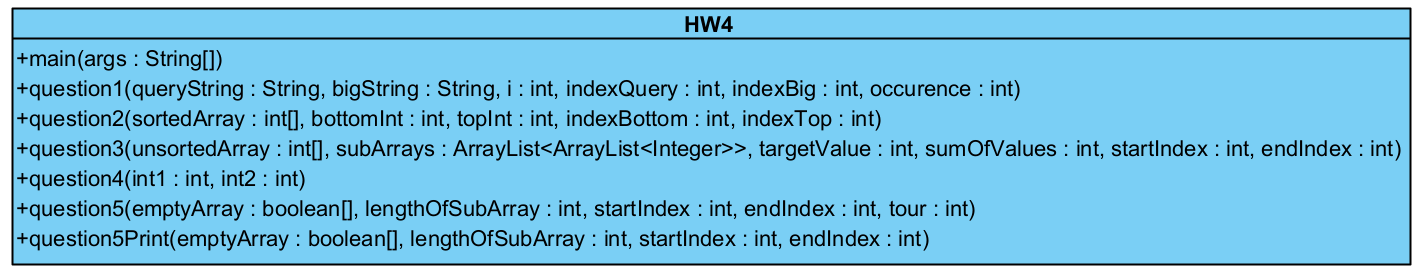 HW4
+main(args : String[])
+question1(queryString : String, bigString : String, i : int, indexQuery : int, indexBig : int, occurence : int)
+question2(sortedArray : int[], bottomInt : int, topInt : int, indexBottom : int, indexTop : int)
+question3(unsortedArray : int[], subArrays : ArrayList<ArrayList<Integer>>, targetValue : int, sumOfValues : int, startIndex : int, endIndex : int)
+question4(int1 : int, int2 : int)
+question5(emptyArray : boolean[], lengthOfSubArray : int, startIndex : int, endIndex : int, tour : int)
+question5Print(emptyArray : boolean[], lengthOfSubArray : int, startIndex : int, endIndex : int)